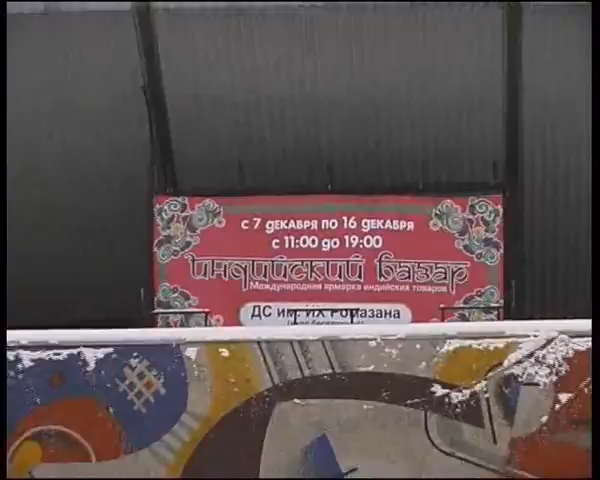 с 7 декабря по 16 декабря
с 11:00 до 19:00
индийский базар
Международная ярмарка индийских товаров
ДС им. ИХ Ромазана